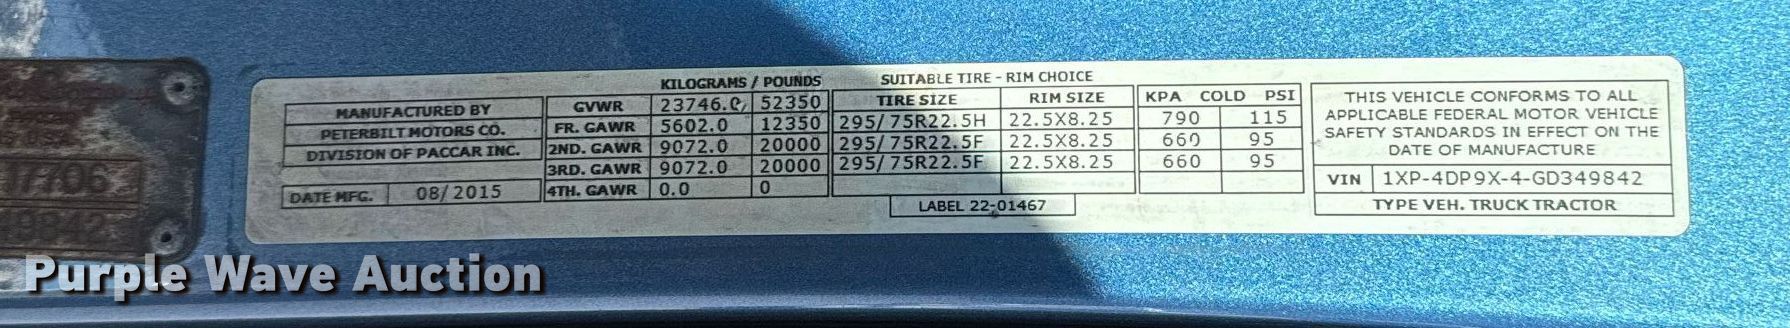 KILOGRAMS / POUNDS
SUITABLE TIRE - RIM CHOICE
MANUFACTURED BY
PETERBILT MOTORS CO.
DIVISION OF PACCAR INC.
DATE MFG. 08/2015
GVWR 23746.0 52350
FR. GAWR 5602.0 12350
2ND. GAWR 9072.0 20000
3RD. GAWR 9072.0 20000
4TH. GAWR 0.0 0
TIRE SIZE RIM SIZE
295/75R22.5H 22.5X8.25
295/75R22.5F 22.5X8.25
295/75R22.5F 22.5X8.25
LABEL 22-01467
KPA COLD PSI
790 115
660 95
660 95
THIS VEHICLE CONFORMS TO ALL
APPLICABLE FEDERAL MOTOR VEHICLE
SAFETY STANDARDS IN EFFECT ON THE
DATE OF MANUFACTURE
VIN 1XP-4DP9X-4-GD349842
TYPE VEH. TRUCK TRACTOR
17706
Purple Wave Auction